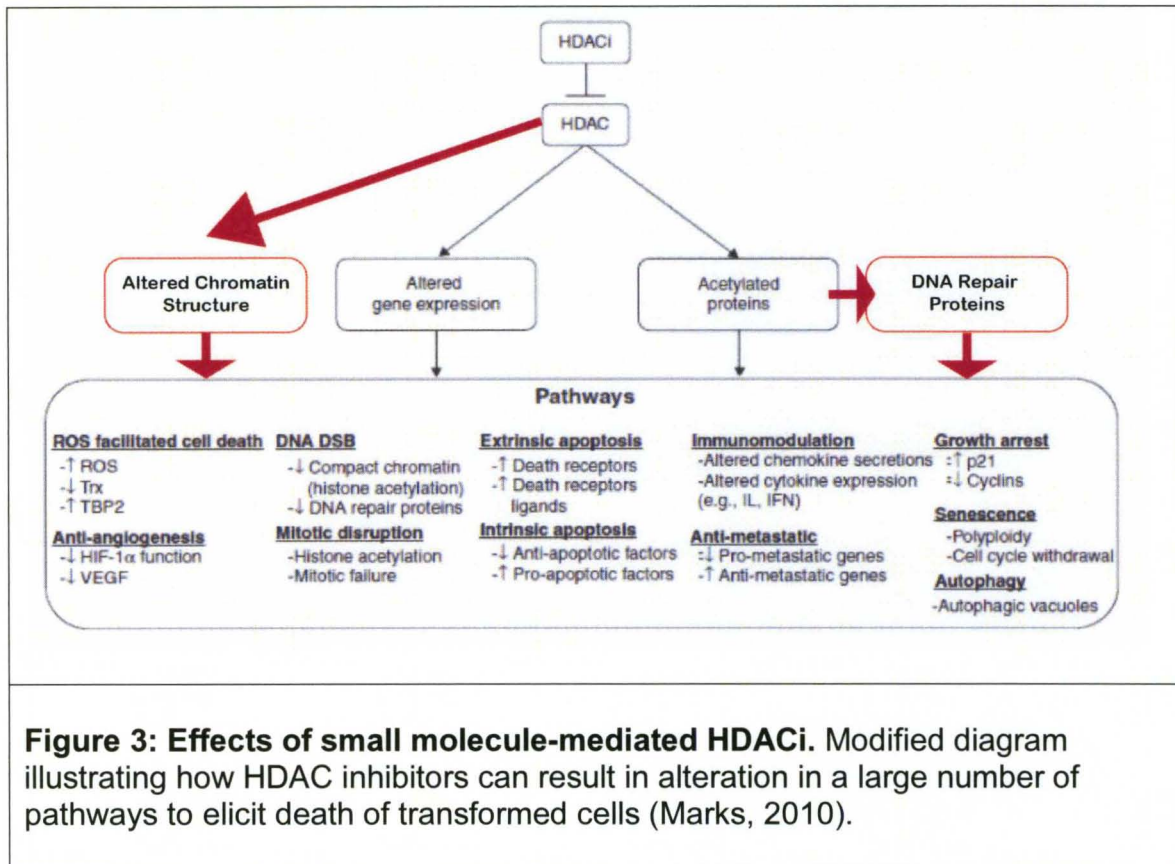 HDACi
HDAC
Altered Chromatin
Structure
Altered
gene expression
Acetylated
proteins
DNA Repair
Proteins
Pathways
ROS facilitated cell death
-↑ ROS
-↓ Trx
-↑ TBP2
Anti-angiogenesis
-↓ HIF-1α function
-↓ VEGF
DNA DSB
-↓ Compact chromatin
(histone acetylation)
-↓ DNA repair proteins
Mitotic disruption
-Histone acetylation
-Mitotic failure
Extrinsic apoptosis
-↑ Death receptors
-↑ Death receptors
ligands
Intrinsic apoptosis
-↓ Anti-apoptotic factors
-↑ Pro-apoptotic factors
Immunomodulation
-Altered chemokine secretions
-Altered cytokine expression
(e.g., IL, IFN)
Anti-metastatic
-↓ Pro-metastatic genes
-↑ Anti-metastatic genes
Growth arrest
-↑ p21
-↓ Cyclins
Senescence
-Polyploidy
-Cell cycle withdrawal
Autophagy
-Autophagic vacuoles
Figure 3: Effects of small molecule-mediated HDACi. Modified diagram
illustrating how HDAC inhibitors can result in alteration in a large number of
pathways to elicit death of transformed cells (Marks, 2010).